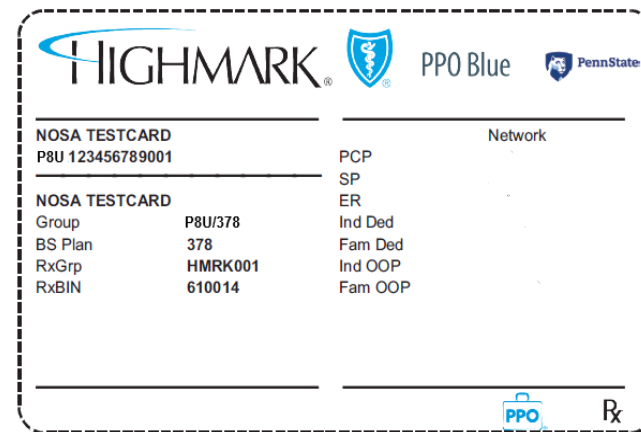 HIGHMARK® PPO Blue PennState
NOSA TESTCARD
P8U 123456789001
NOSA TESTCARD
Group P8U/378
BS Plan 378
RxGrp HMRK001
RxBIN 610014
Network
PCP
SP
ER
Ind Ded
Fam Ded
Ind OOP
Fam OOP
PPO Rx